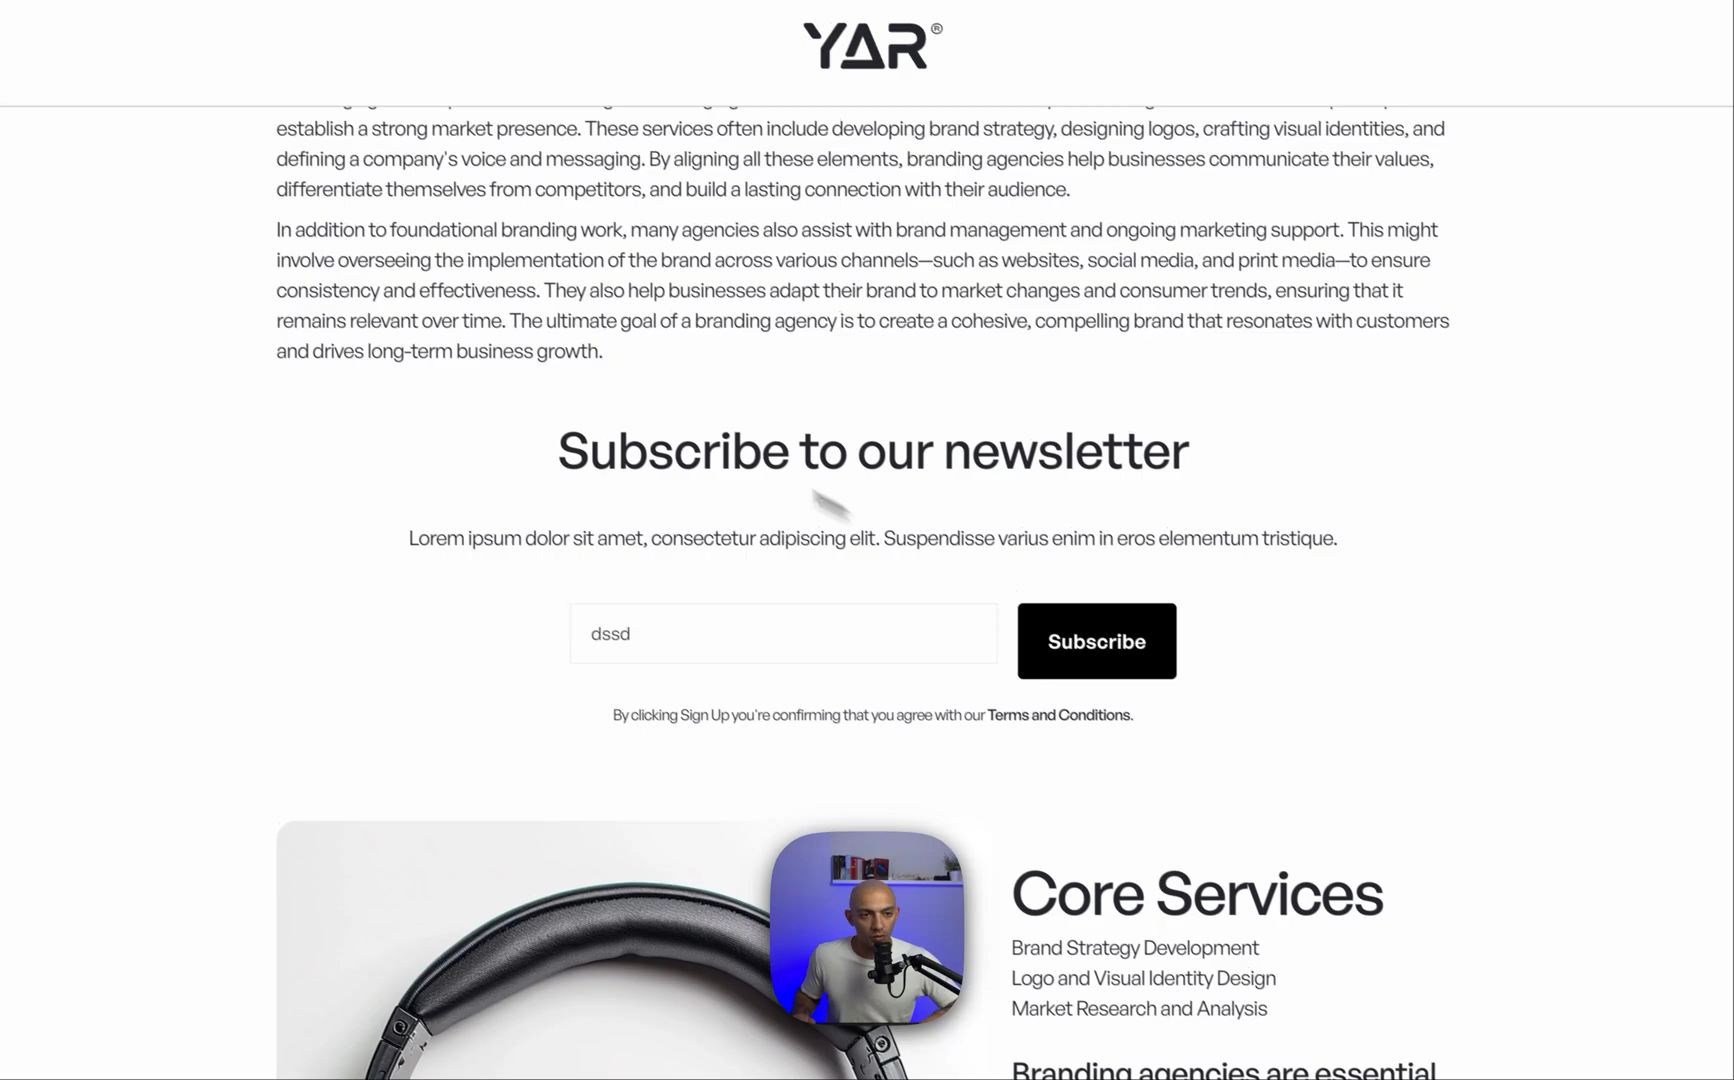 YAR®
establish a strong market presence. These services often include developing brand strategy, designing logos, crafting visual identities, and
defining a company's voice and messaging. By aligning all these elements, branding agencies help businesses communicate their values,
differentiate themselves from competitors, and build a lasting connection with their audience.
In addition to foundational branding work, many agencies also assist with brand management and ongoing marketing support. This might
involve overseeing the implementation of the brand across various channels—such as websites, social media, and print media—to ensure
consistency and effectiveness. They also help businesses adapt their brand to market changes and consumer trends, ensuring that it
remains relevant over time. The ultimate goal of a branding agency is to create a cohesive, compelling brand that resonates with customers
and drives long-term business growth.
Subscribe to our newsletter
Lorem ipsum dolor sit amet, consectetur adipiscing elit. Suspendisse varius enim in eros elementum tristique.
dssd
Subscribe
By clicking Sign Up you're confirming that you agree with our Terms and Conditions.
Core Services
Brand Strategy Development
Logo and Visual Identity Design
Market Research and Analysis
Branding agencies are essential